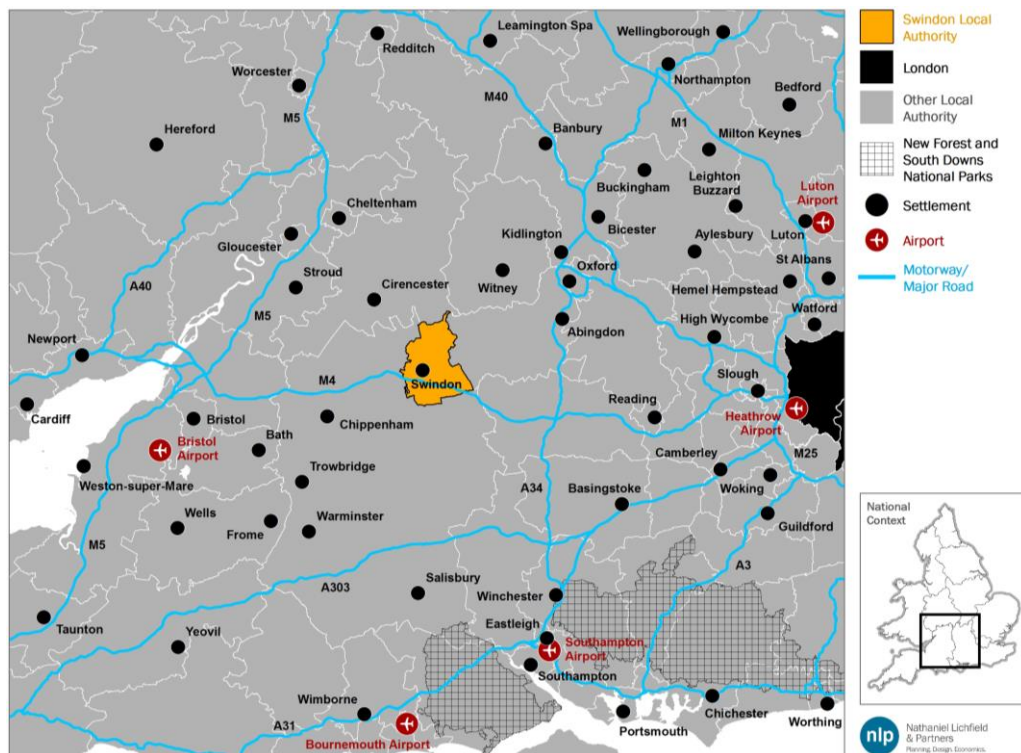 Leamington Spa
Wellingborough
Redditch
Northampton
Worcester
Bedford
M5
M40
M1
Hereford
Banbury
Milton Keynes
Buckingham
Leighton
Buzzard
Luton
Airport
Cheltenham
Gloucester
Kidlington
Bicester
Aylesbury
Luton
Stroud
Oxford
St Albans
A40
Cirencester
Witney
Hemel Hempstead
M5
Watford
Abingdon
High Wycombe
Newport
M4
Swindon
Slough
Cardiff
Bristol
Chippenham
Reading
Heathrow
Airport
Bristol
Airport
Bath
Camberley
M25
Weston-super-Mare
Trowbridge
A34
Basingstoke
Woking
Wells
Frome
Warminster
Guildford
M5
A303
Salisbury
Winchester
A3
Taunton
Yeovil
Eastleigh
Southampton
Airport
Southampton
Wimborne
A31
Bournemouth Airport
Portsmouth
Chichester
Worthing
Swindon Local
Authority
London
Other Local
Authority
New Forest and
South Downs
National Parks
Settlement
Airport
Motorway/
Major Road
National
Context
nlp
Nathaniel Lichfield
& Partners
Planning. Design. Economics.